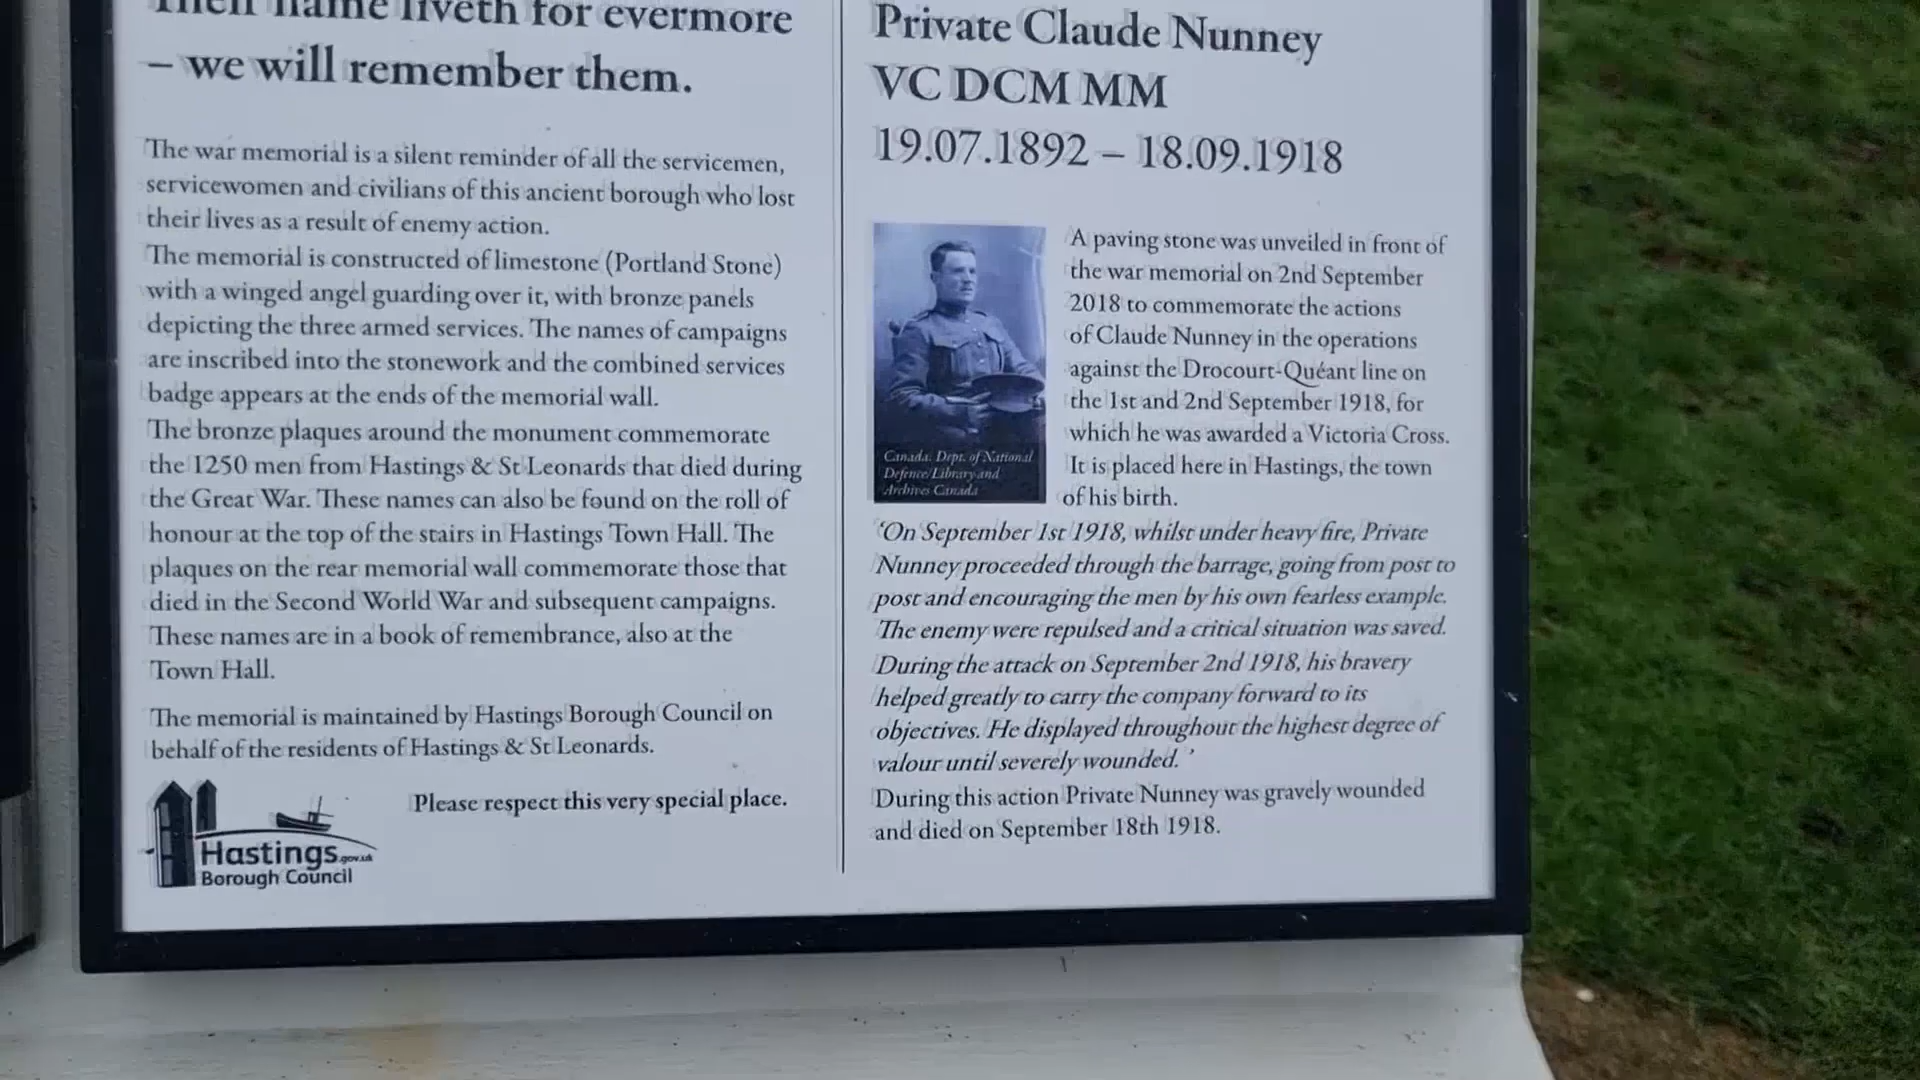 Their name liveth for evermore
– we will remember them.
The war memorial is a silent reminder of all the servicemen,
servicewomen and civilians of this ancient borough who lost
their lives as a result of enemy action.
The memorial is constructed of limestone (Portland Stone)
with a winged angel guarding over it, with bronze panels
depicting the three armed services. The names of campaigns
are inscribed into the stonework and the combined services
badge appears at the ends of the memorial wall.
The bronze plaques around the monument commemorate
the 1250 men from Hastings & St Leonards that died during
the Great War. These names can also be found on the roll of
honour at the top of the stairs in Hastings Town Hall. The
plaques on the rear memorial wall commemorate those that
died in the Second World War and subsequent campaigns.
These names are in a book of remembrance, also at the
Town Hall.
The memorial is maintained by Hastings Borough Council on
behalf of the residents of Hastings & St Leonards.
Please respect this very special place.
Hastings.gov.uk
Borough Council
Private Claude Nunney
VC DCM MM
19.07.1892 – 18.09.1918
A paving stone was unveiled in front of
the war memorial on 2nd September
2018 to commemorate the actions
of Claude Nunney in the operations
against the Drocourt-Quéant line on
the 1st and 2nd September 1918, for
which he was awarded a Victoria Cross.
It is placed here in Hastings, the town
of his birth.
Canada. Dept. of National
Defence/Library and
Archives Canada
‘On September 1st 1918, whilst under heavy fire, Private
Nunney proceeded through the barrage, going from post to
post and encouraging the men by his own fearless example.
The enemy were repulsed and a critical situation was saved.
During the attack on September 2nd 1918, his bravery
helped greatly to carry the company forward to its
objectives. He displayed throughout the highest degree of
valour until severely wounded.’
During this action Private Nunney was gravely wounded
and died on September 18th 1918.